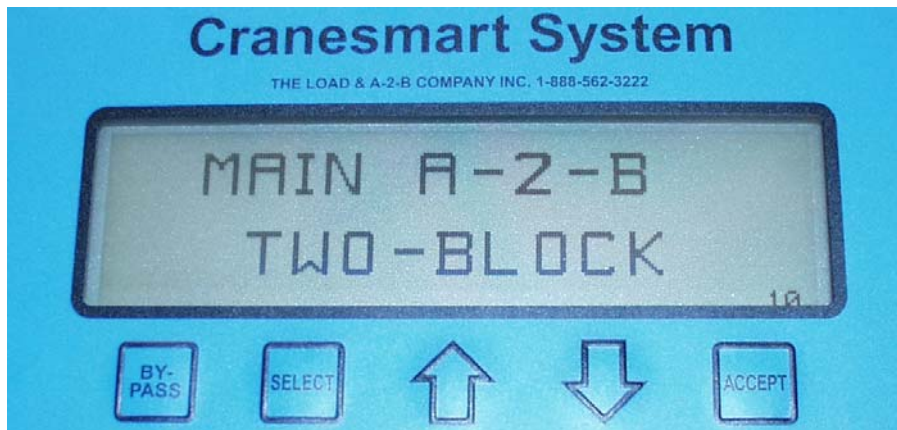 Cranesmart System
THE LOAD & A-2-B COMPANY INC. 1-888-562-3222
MAIN A-2-B
TWO-BLOCK
10
BY-
PASS
SELECT
ACCEPT